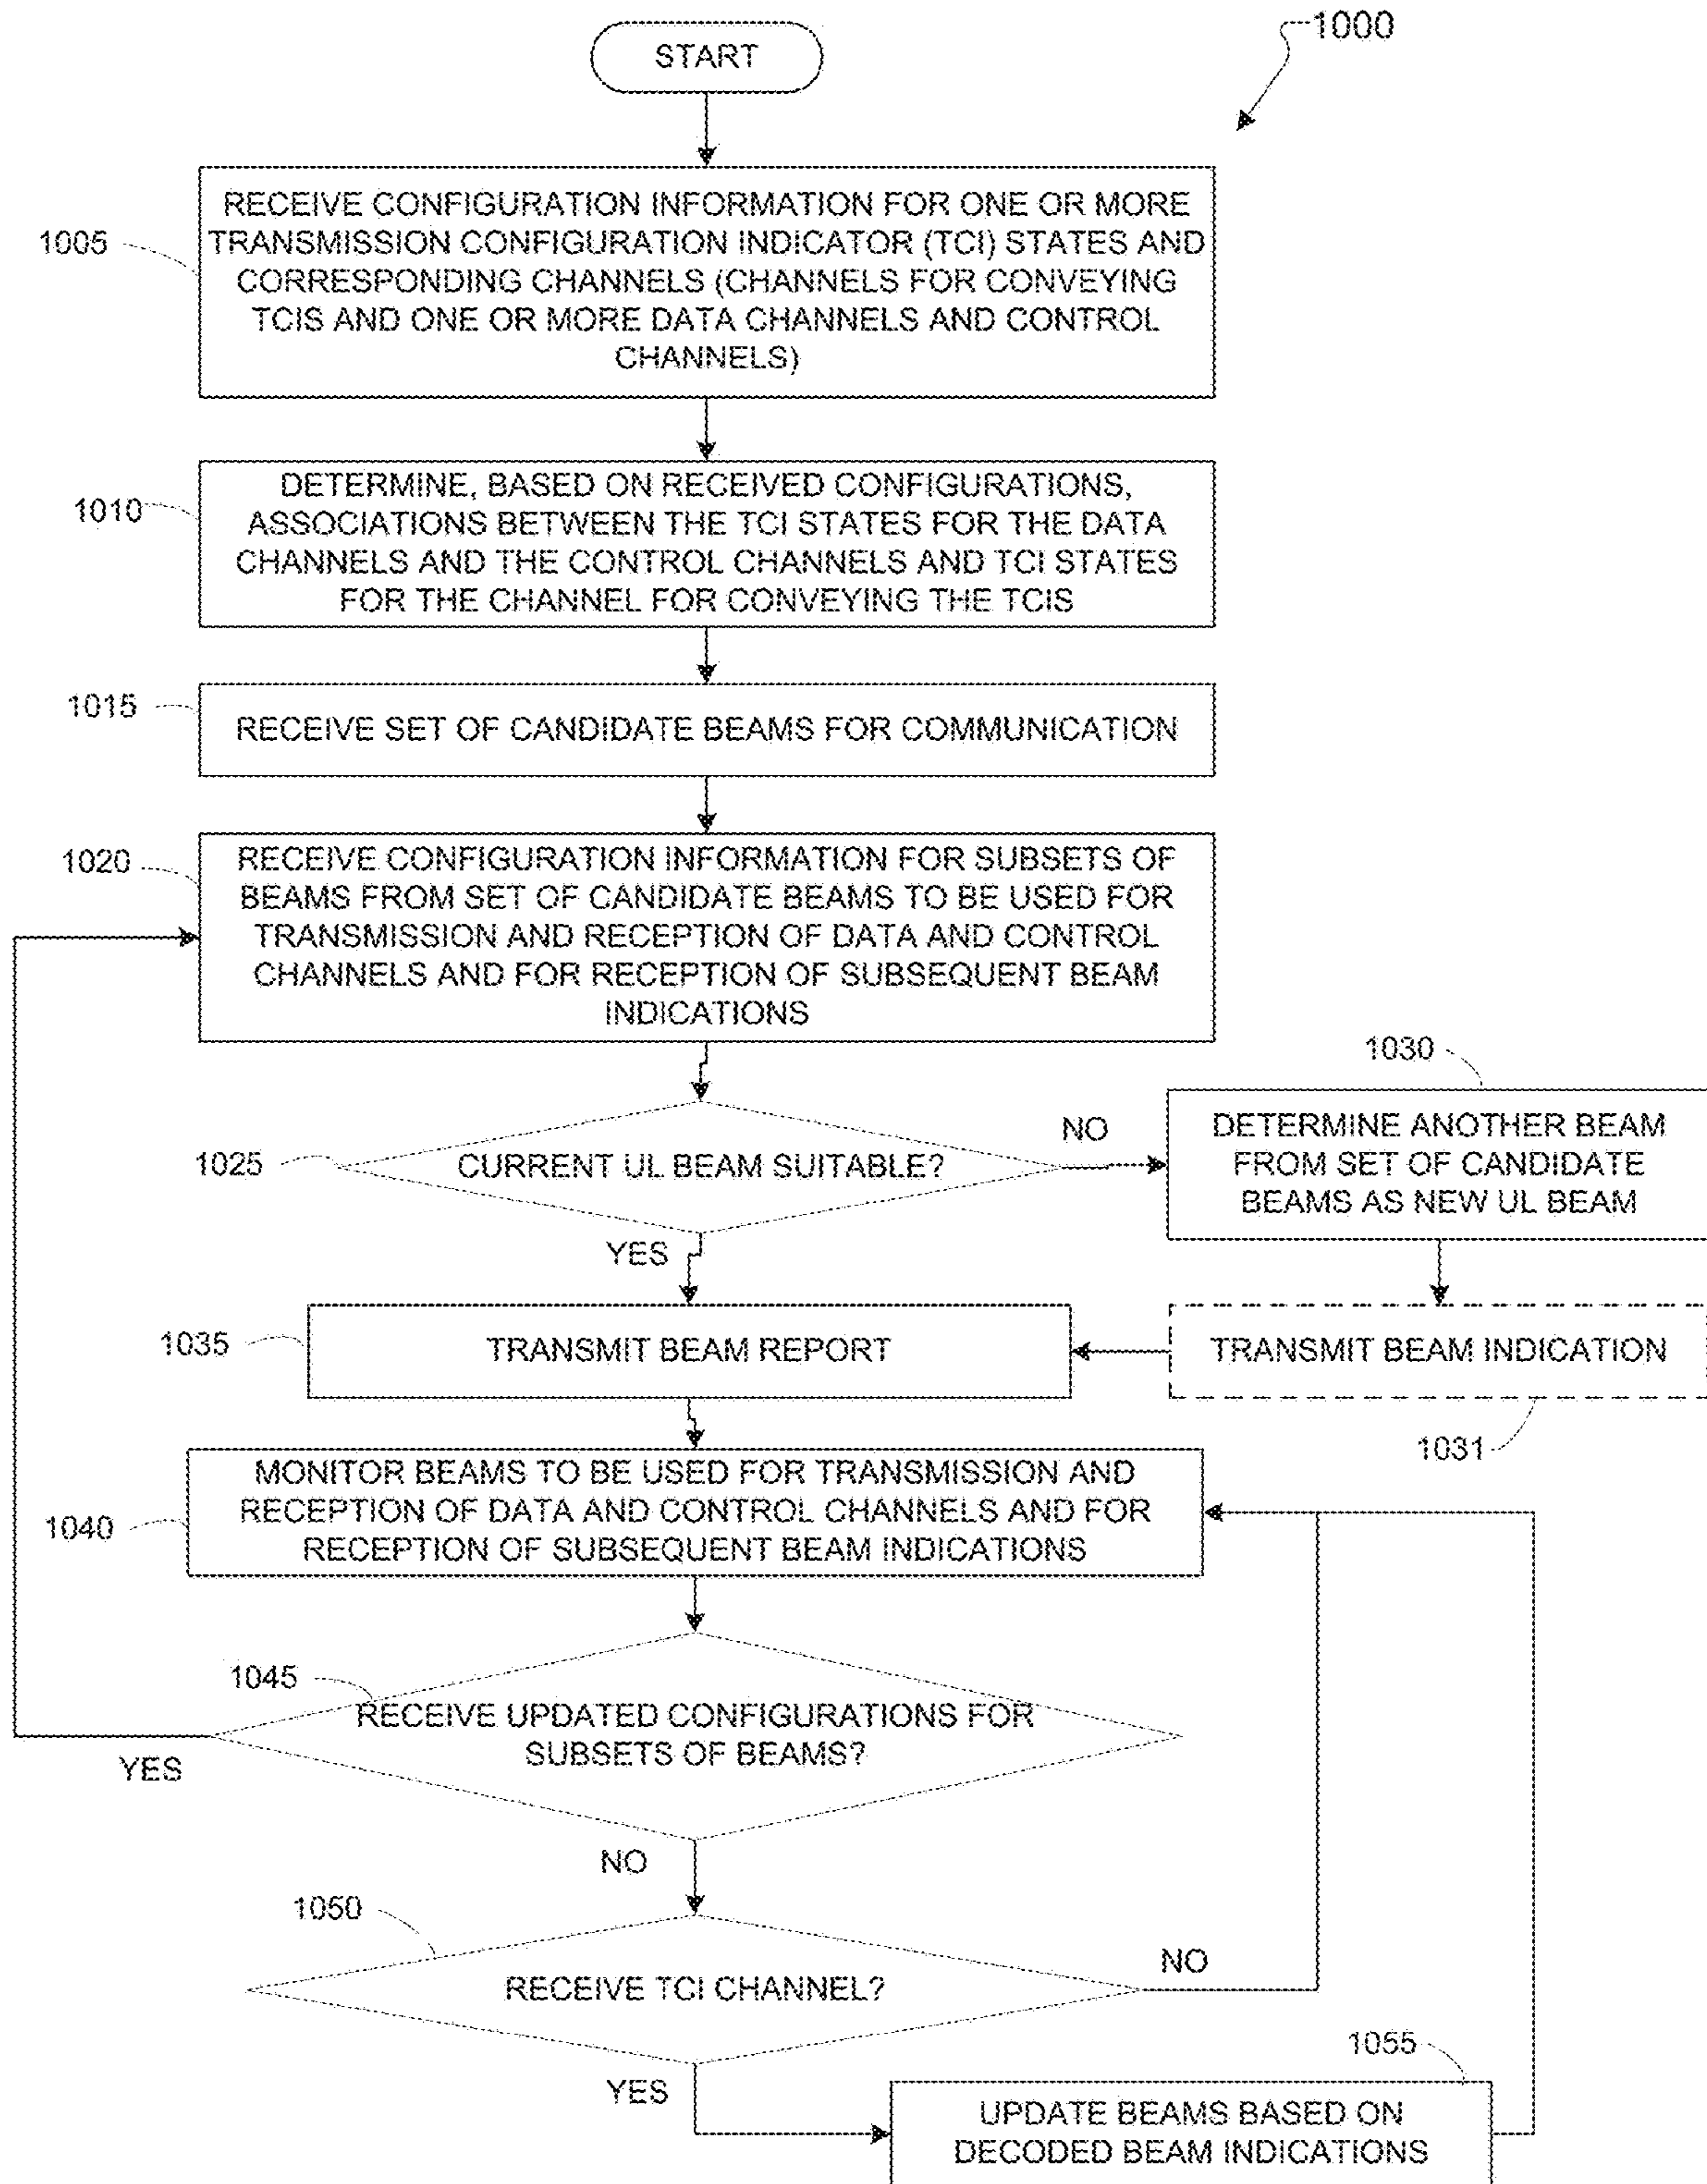 1000
START
1005
RECEIVE CONFIGURATION INFORMATION FOR ONE OR MORE
TRANSMISSION CONFIGURATION INDICATOR (TCI) STATES AND
CORRESPONDING CHANNELS (CHANNELS FOR CONVEYING
TCIS AND ONE OR MORE DATA CHANNELS AND CONTROL
CHANNELS)
1010
DETERMINE, BASED ON RECEIVED CONFIGURATIONS,
ASSOCIATIONS BETWEEN THE TCI STATES FOR THE DATA
CHANNELS AND THE CONTROL CHANNELS AND TCI STATES
FOR THE CHANNEL FOR CONVEYING THE TCIS
1015
RECEIVE SET OF CANDIDATE BEAMS FOR COMMUNICATION
1020
RECEIVE CONFIGURATION INFORMATION FOR SUBSETS OF
BEAMS FROM SET OF CANDIDATE BEAMS TO BE USED FOR
TRANSMISSION AND RECEPTION OF DATA AND CONTROL
CHANNELS AND FOR RECEPTION OF SUBSEQUENT BEAM
INDICATIONS
1025
CURRENT UL BEAM SUITABLE?
NO
YES
1030
DETERMINE ANOTHER BEAM
FROM SET OF CANDIDATE
BEAMS AS NEW UL BEAM
1035
TRANSMIT BEAM REPORT
TRANSMIT BEAM INDICATION
1031
1040
MONITOR BEAMS TO BE USED FOR TRANSMISSION AND
RECEPTION OF DATA AND CONTROL CHANNELS AND FOR
RECEPTION OF SUBSEQUENT BEAM INDICATIONS
1045
RECEIVE UPDATED CONFIGURATIONS FOR
SUBSETS OF BEAMS?
YES
NO
1050
RECEIVE TCI CHANNEL?
NO
YES
1055
UPDATE BEAMS BASED ON
DECODED BEAM INDICATIONS